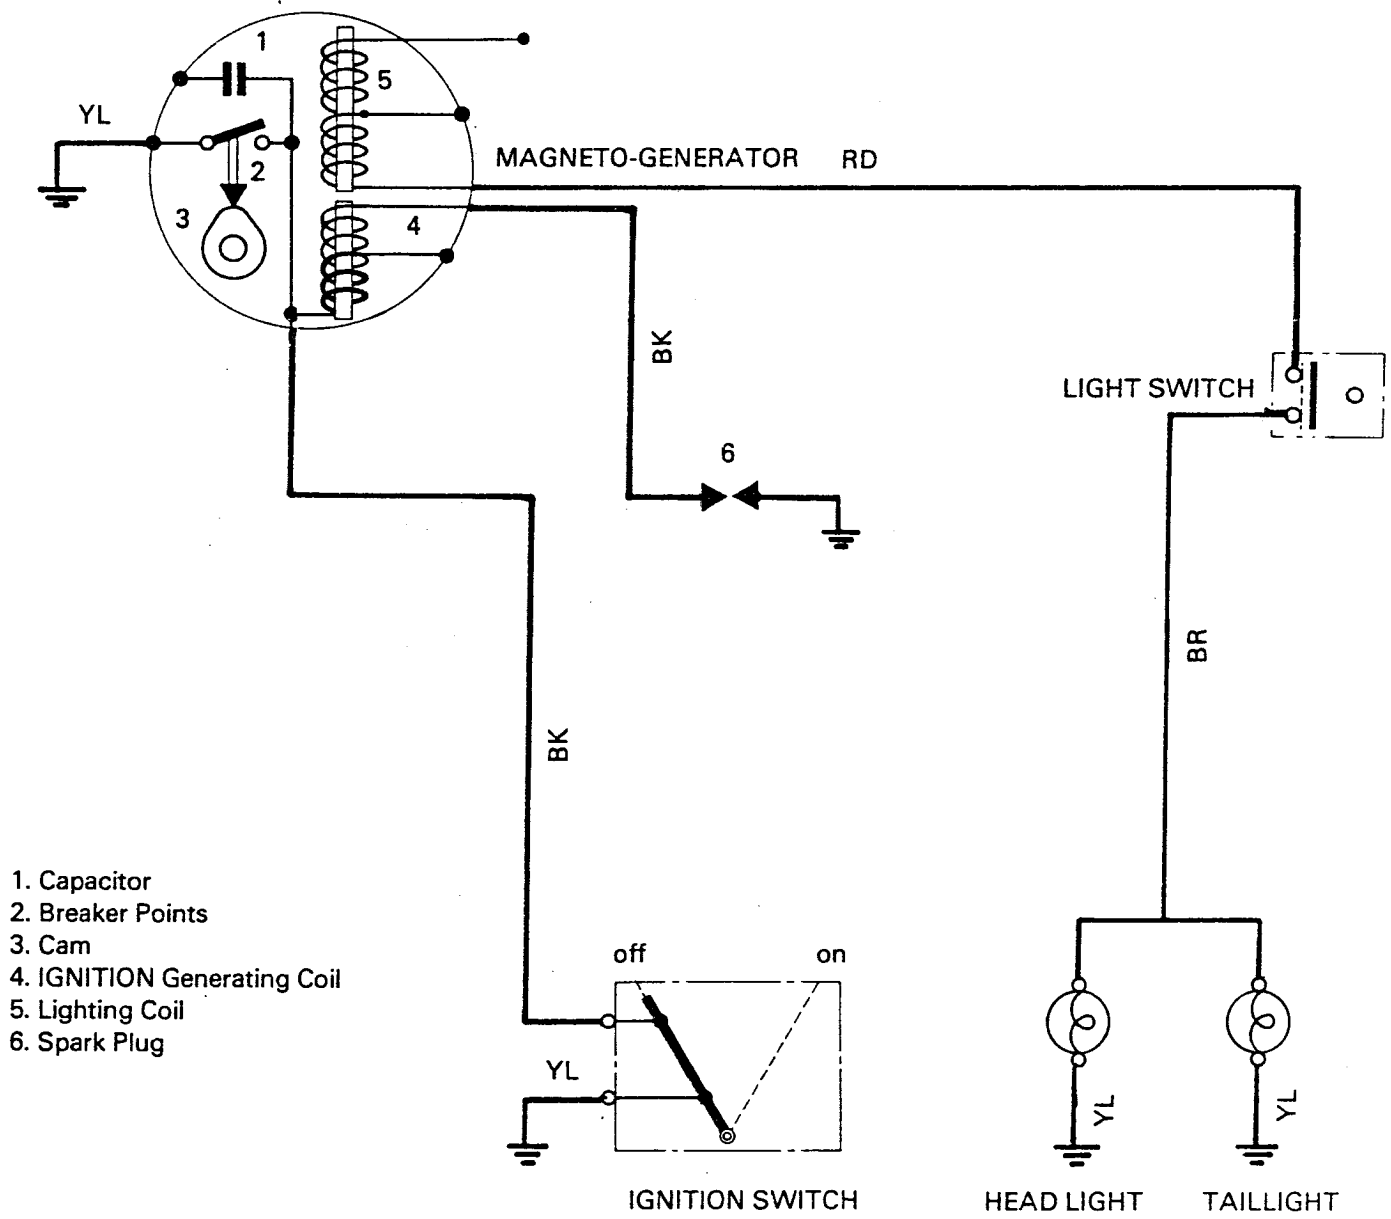 1
5
YL
MAGNETO-GENERATOR RD
2
3
4
BK
LIGHT SWITCH
6
BR
BK
1. Capacitor
2. Breaker Points
3. Cam
4. IGNITION Generating Coil
5. Lighting Coil
6. Spark Plug
off on
YL
YL
YL
IGNITION SWITCH
HEAD LIGHT
TAILLIGHT